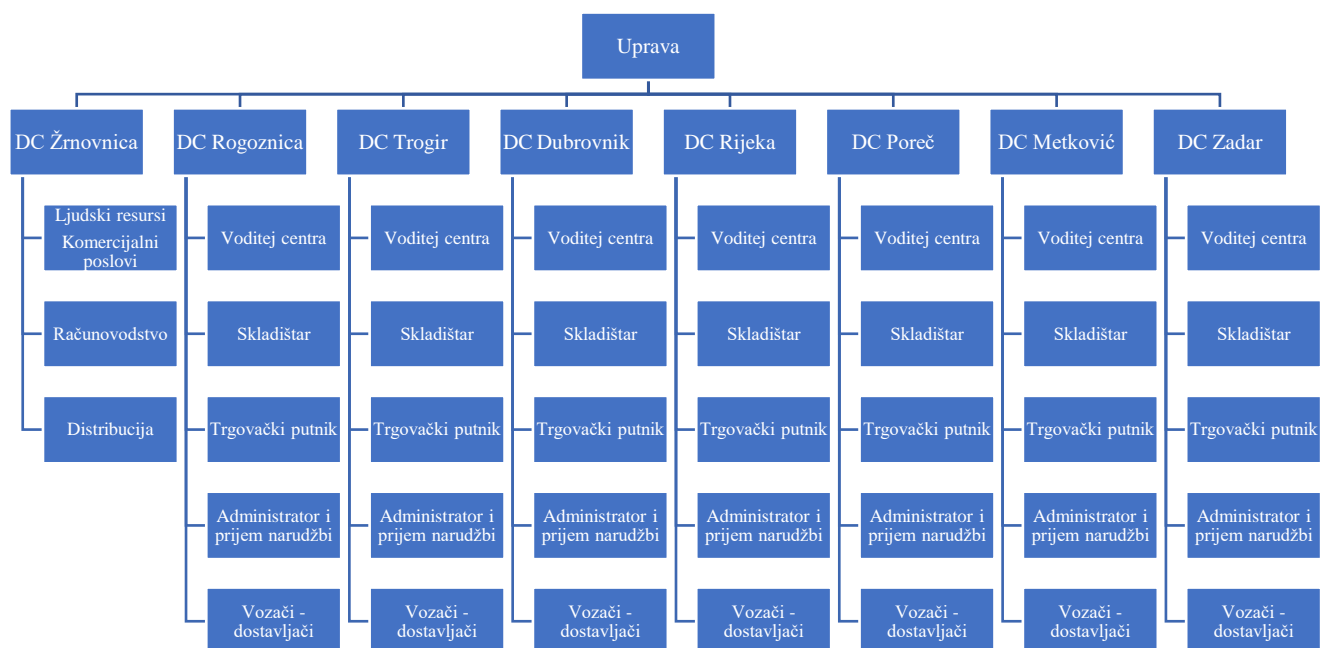 Uprava
DC Žrnovnica
DC Rogoznica
DC Trogir
DC Dubrovnik
DC Rijeka
DC Poreč
DC Metković
DC Zadar
Ljudski resursi
Komercijalni
poslovi
Voditej centra
Voditej centra
Voditej centra
Voditej centra
Voditej centra
Voditej centra
Voditej centra
Računovodstvo
Skladištar
Skladištar
Skladištar
Skladištar
Skladištar
Skladištar
Skladištar
Distribucija
Trgovački putnik
Trgovački putnik
Trgovački putnik
Trgovački putnik
Trgovački putnik
Trgovački putnik
Trgovački putnik
Administrator i
prijem narudžbi
Administrator i
prijem narudžbi
Administrator i
prijem narudžbi
Administrator i
prijem narudžbi
Administrator i
prijem narudžbi
Administrator i
prijem narudžbi
Administrator i
prijem narudžbi
Vozači -
dostavljači
Vozači -
dostavljači
Vozači -
dostavljači
Vozači -
dostavljači
Vozači -
dostavljači
Vozači -
dostavljači
Vozači -
dostavljači